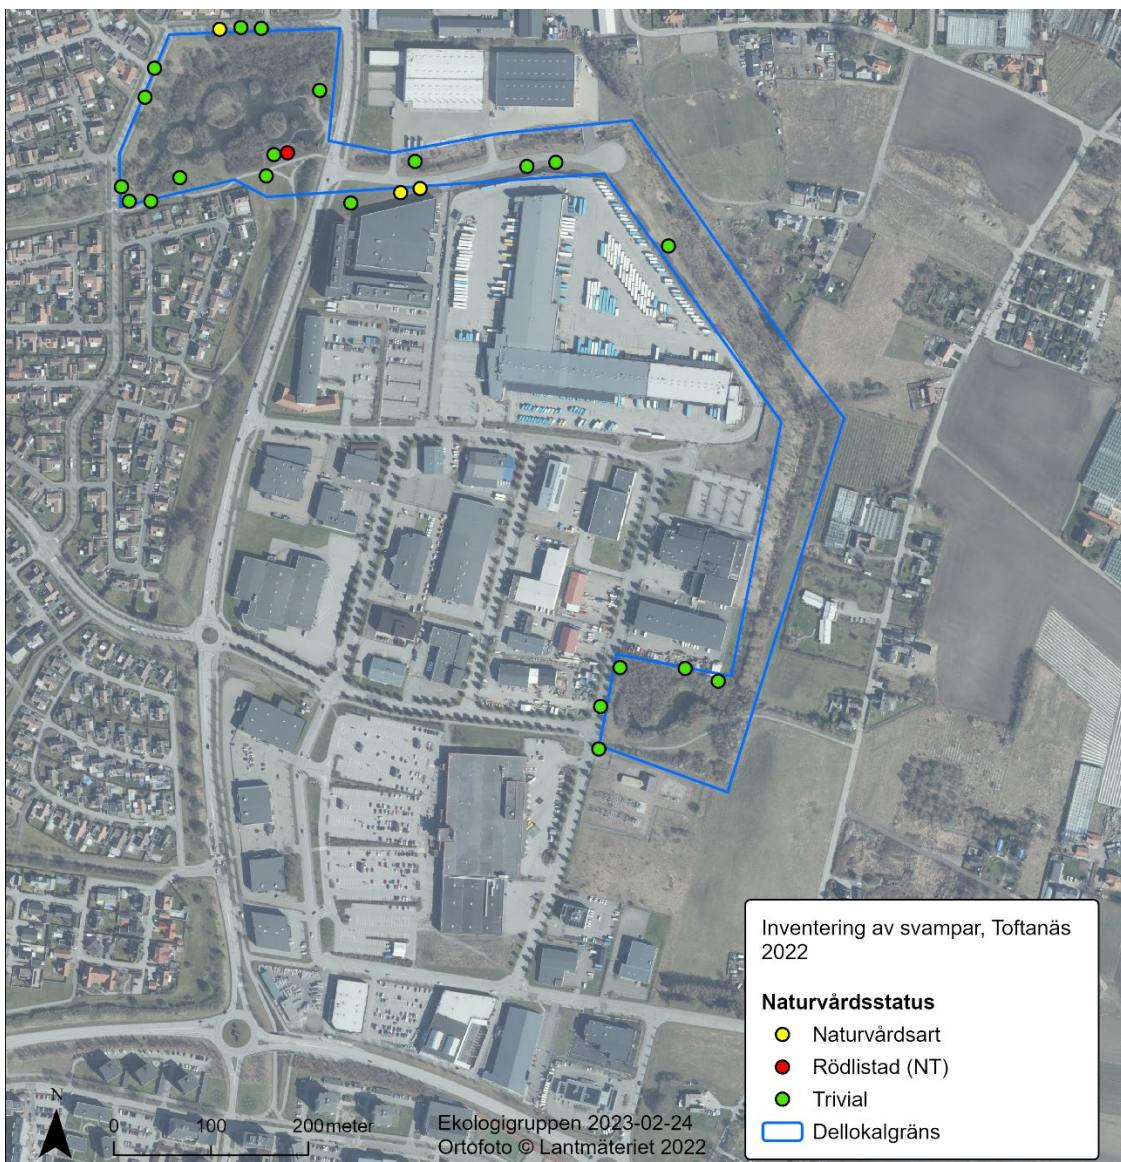 Inventering av svampar, Toftanäs
2022
Naturvårdsstatus
Naturvårdsart
Rödlistad (NT)
Trivial
Dellokalgräns
N
0 100 200 meter
Ekologigruppen 2023-02-24
Ortofoto © Lantmäteriet 2022